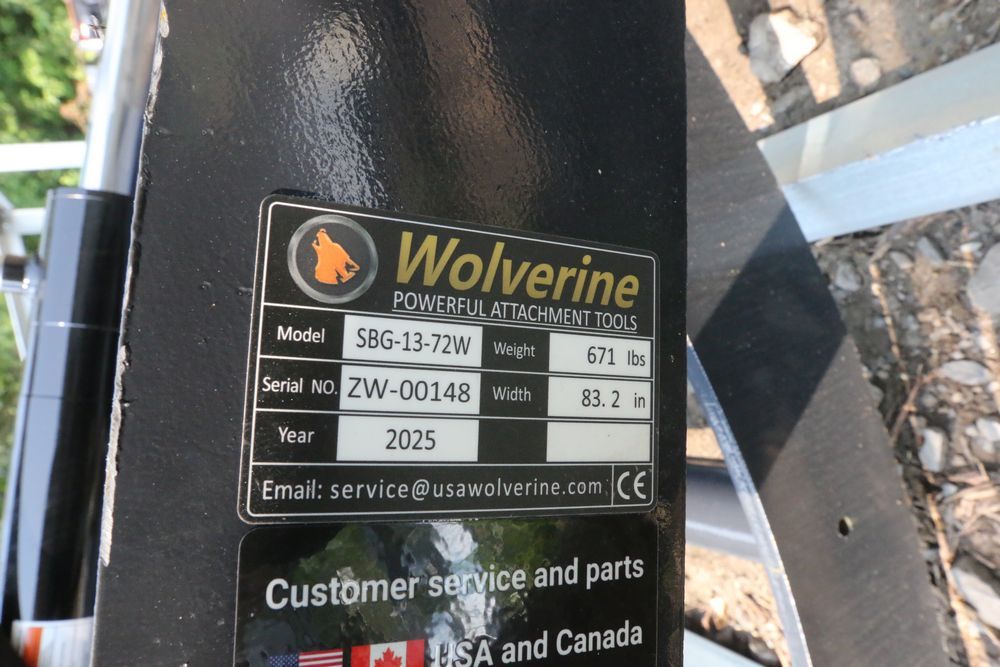 Wolverine
POWERFUL ATTACHMENT TOOLS
Model SBG-13-72W Weight 671 lbs
Serial NO. ZW-00148 Width 83.2 in
Year 2025
Email: service@usawolverine.com CE
Customer service and parts
USA and Canada